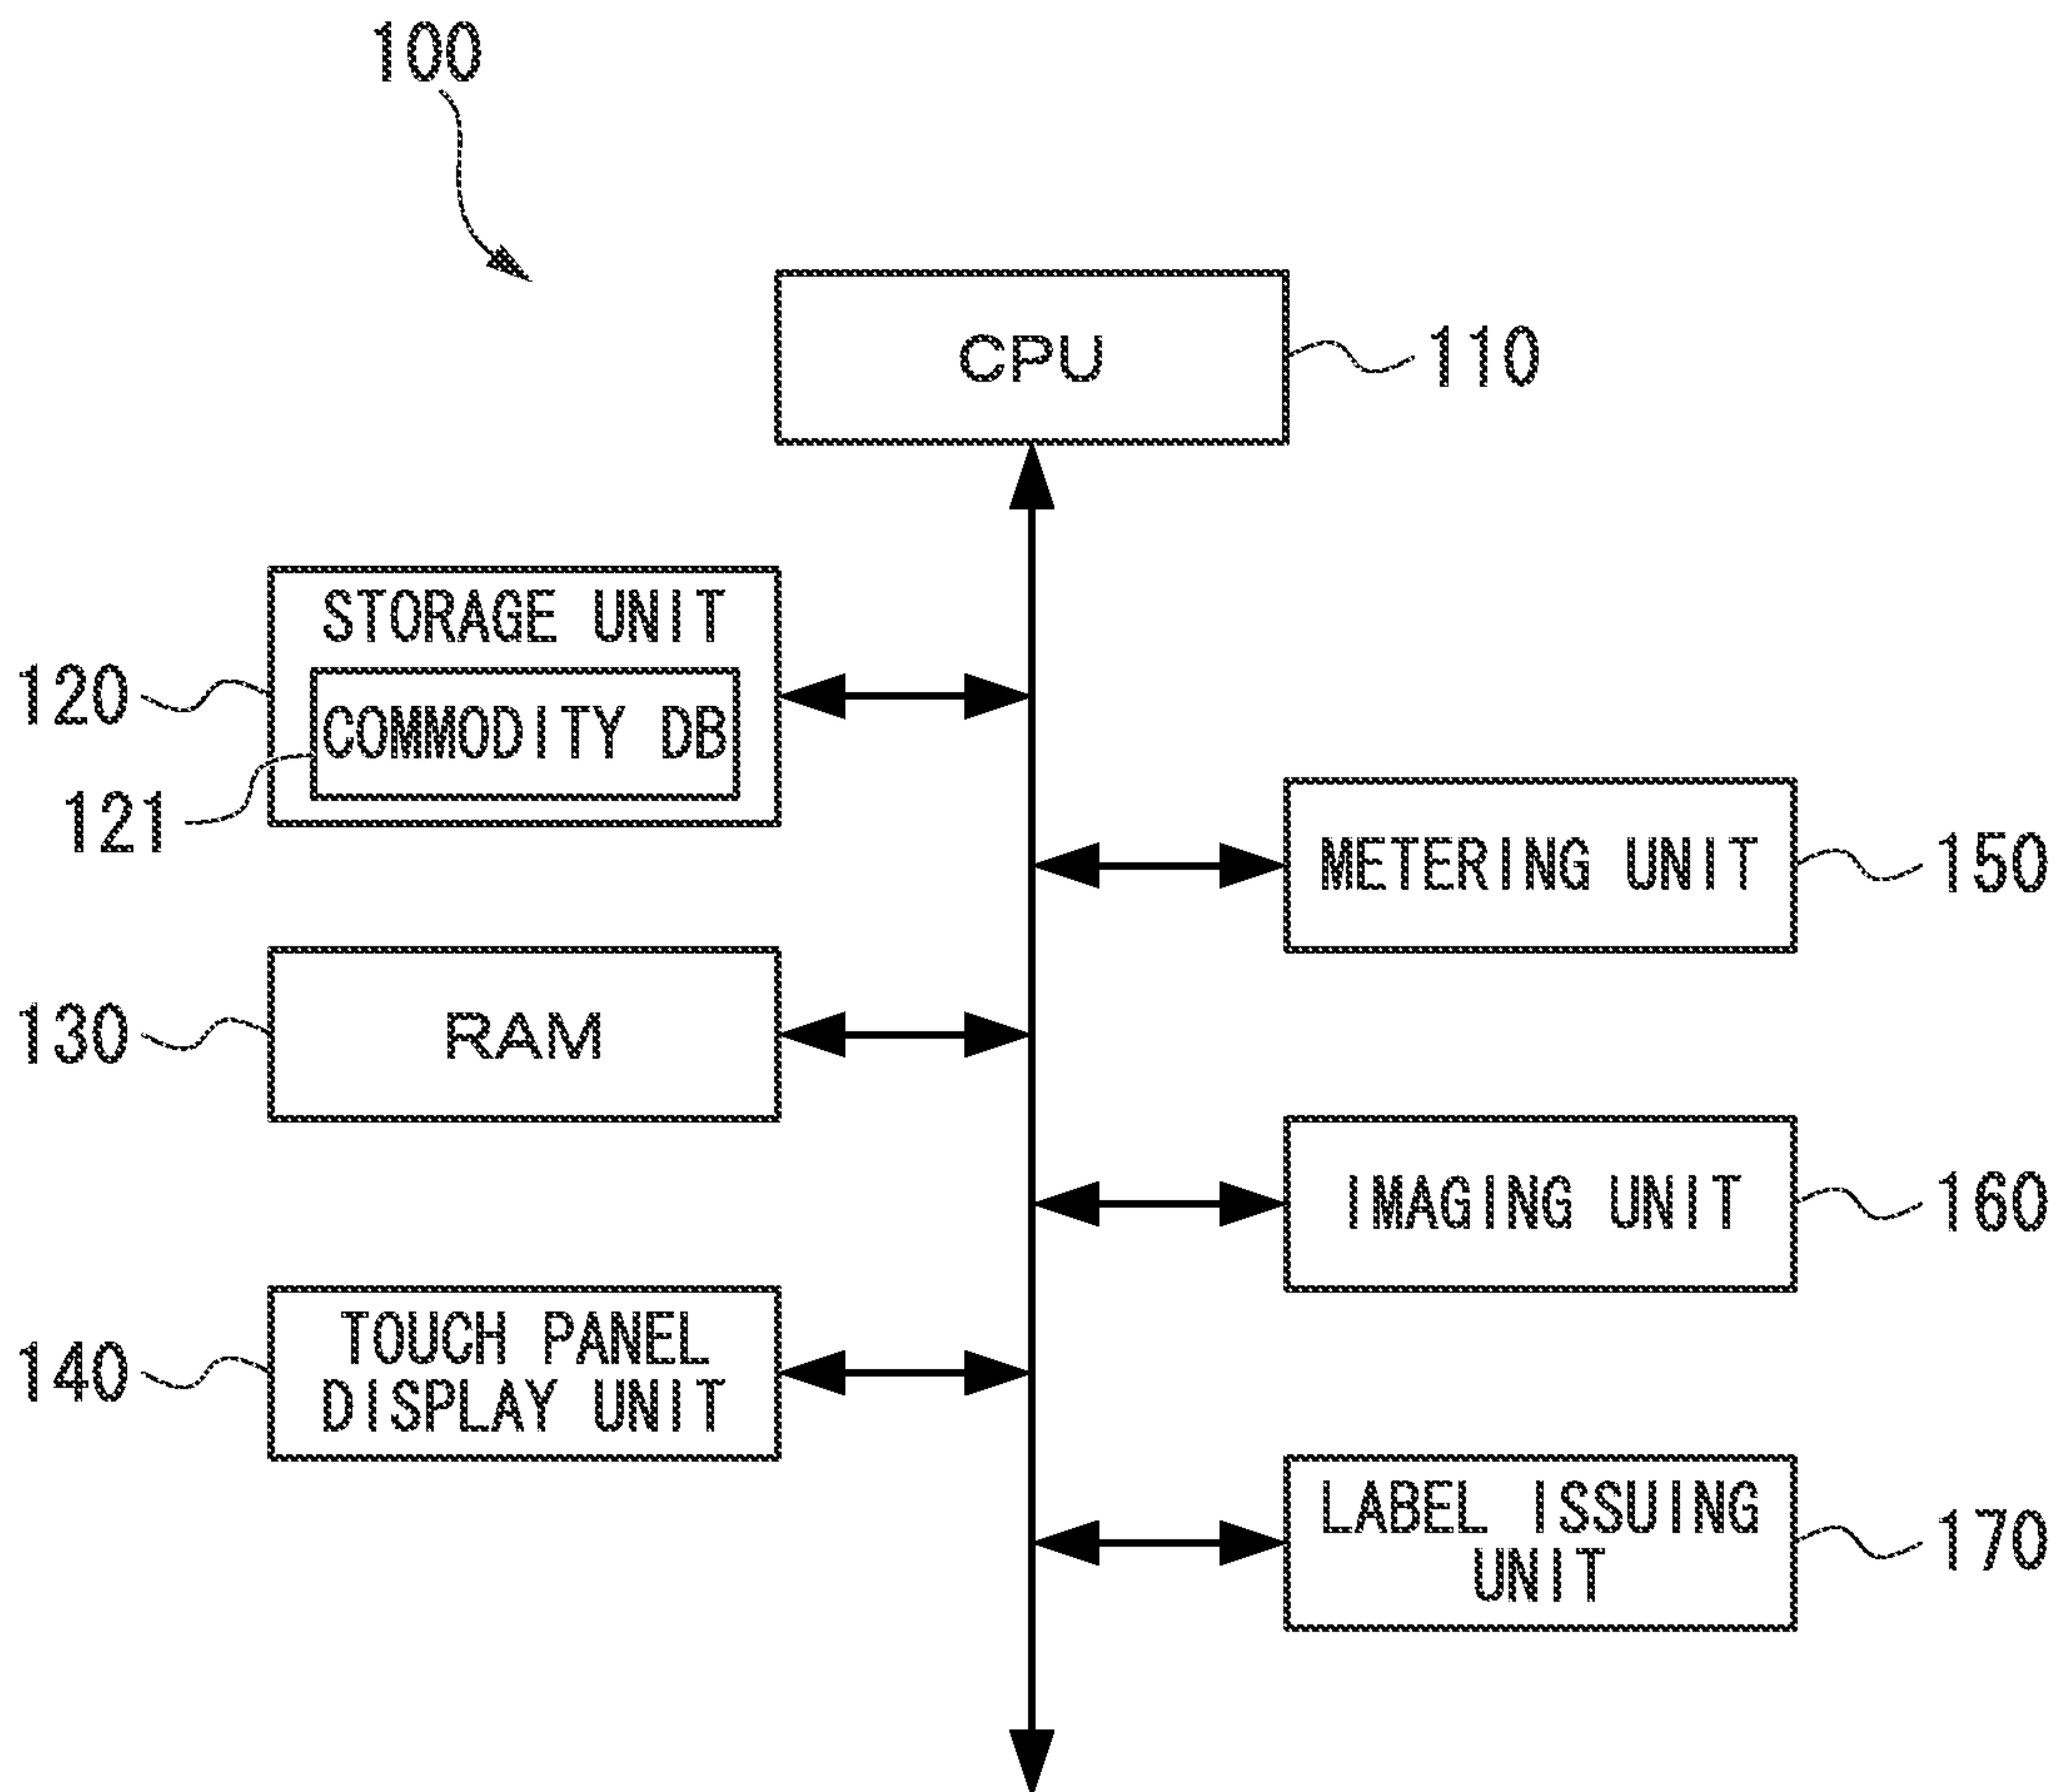 100
CPU
110
STORAGE UNIT
120
COMMODITY DB
121
METERING UNIT
150
RAM
130
IMAGING UNIT
160
TOUCH PANEL
DISPLAY UNIT
140
LABEL ISSUING
UNIT
170